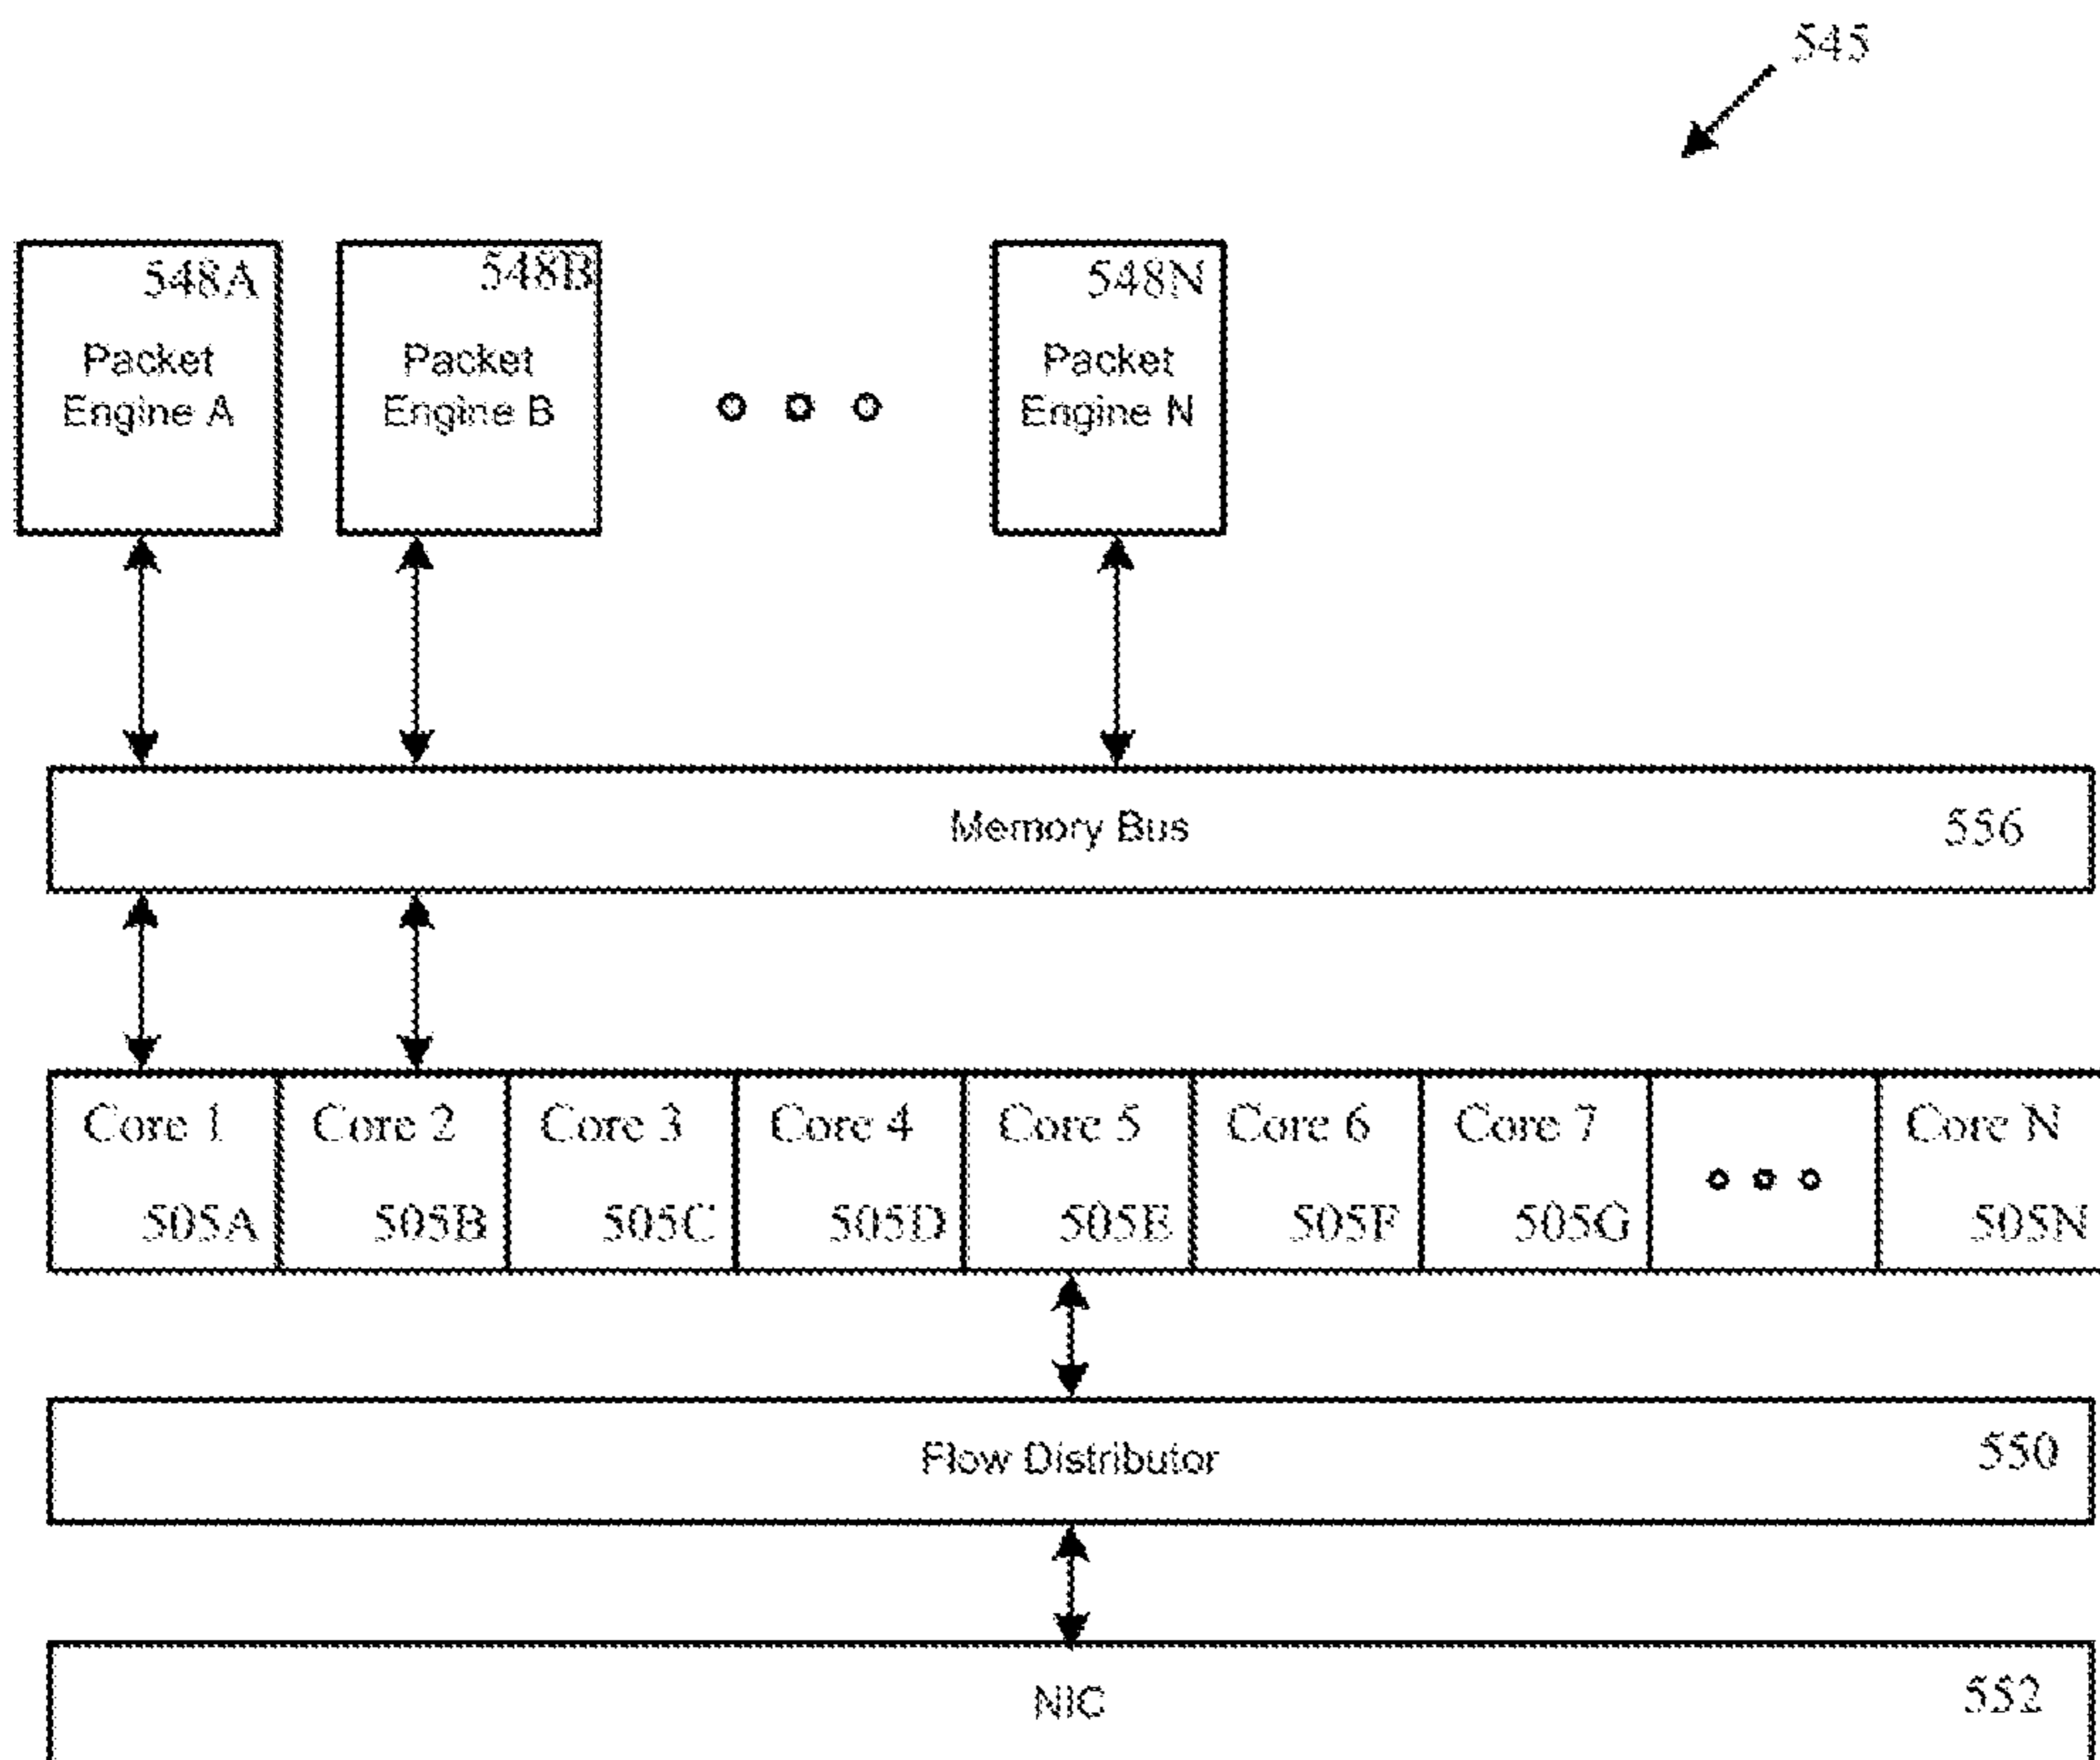 545
548A
Packet
Engine A
548B
Packet
Engine B
548N
Packet
Engine N
Memory Bus
556
Core 1
505A
Core 2
505B
Core 3
505C
Core 4
505D
Core 5
505E
Core 6
505F
Core 7
505G
Core N
505N
Flow Distributor
550
NIC
552